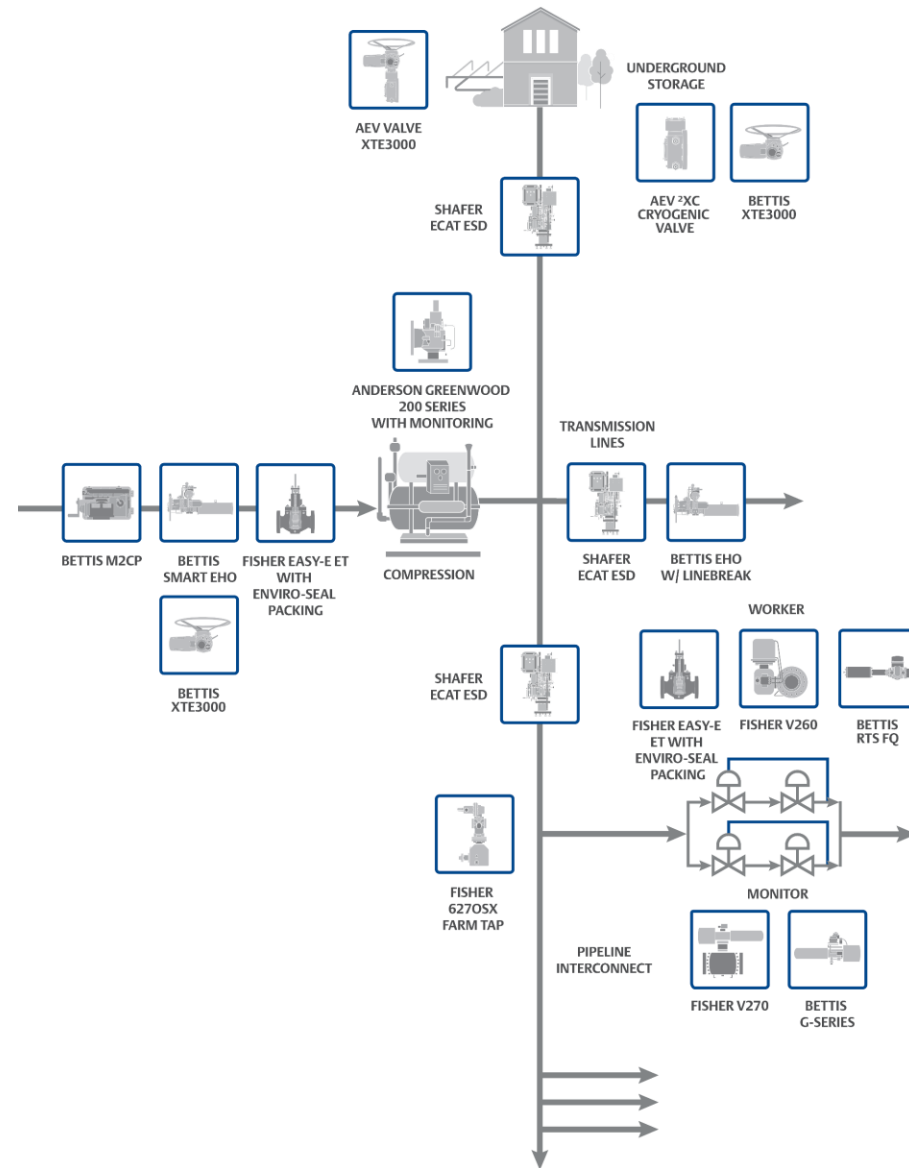 UNDERGROUND
STORAGE
AEV VALVE
XTE3000
AEV ²XC
CRYOGENIC
VALVE
BETTIS
XTE3000
SHAFER
ECAT ESD
ANDERSON GREENWOOD
200 SERIES
WITH MONITORING
TRANSMISSION
LINES
BETTIS M2CP
BETTIS
SMART EHO
FISHER EASY-E ET
WITH
ENVIRO-SEAL
PACKING
COMPRESSION
SHAFER
ECAT ESD
BETTIS EHO
W/ LINEBREAK
BETTIS
XTE3000
SHAFER
ECAT ESD
WORKER
FISHER EASY-E
ET WITH
ENVIRO-SEAL
PACKING
FISHER V260
BETTIS
RTS FQ
FISHER
627OSX
FARM TAP
MONITOR
PIPELINE
INTERCONNECT
FISHER V270
BETTIS
G-SERIES